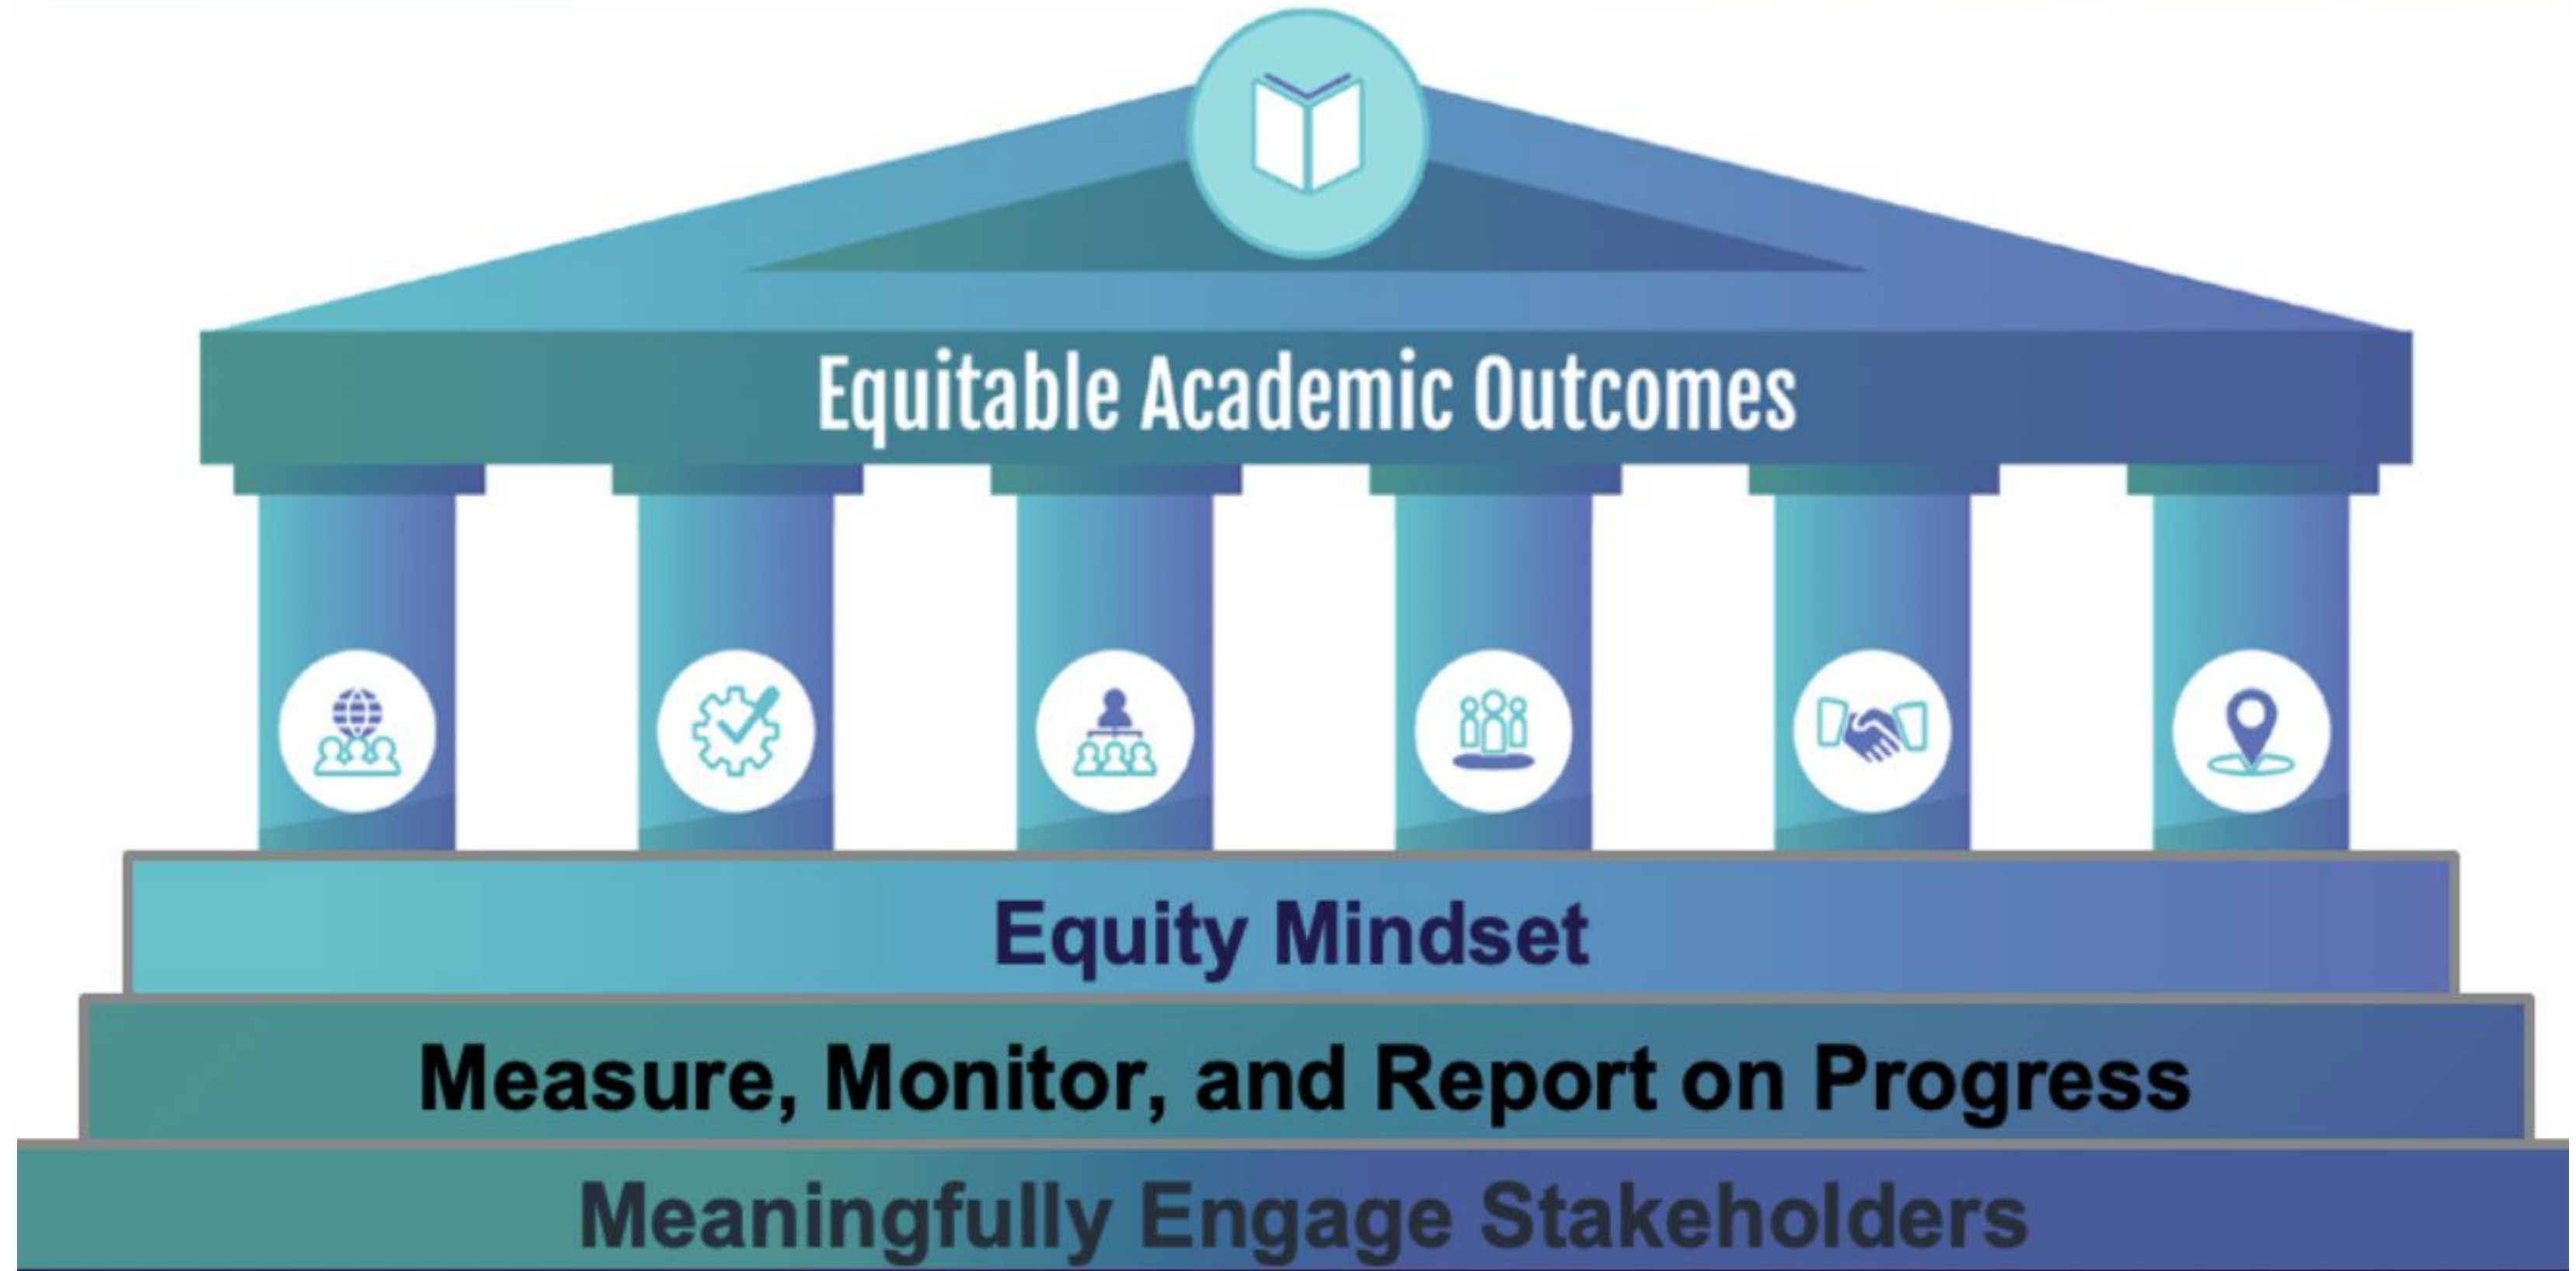 Equitable Academic Outcomes
Equity Mindset
Measure, Monitor, and Report on Progress
Meaningfully Engage Stakeholders